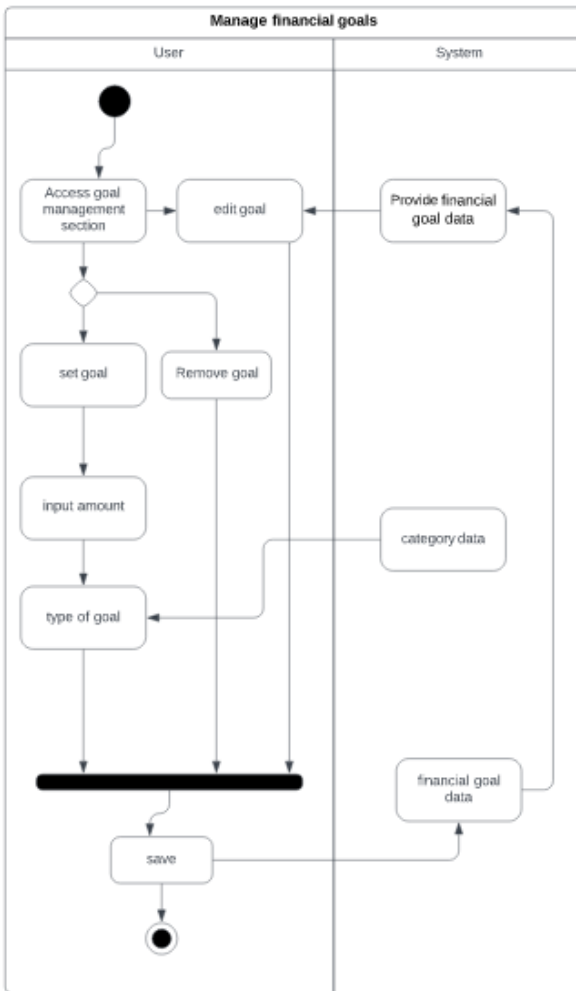 Manage financial goals
User
System
Access goal
management
section
edit goal
Provide financial
goal data
set goal
Remove goal
input amount
category data
type of goal
financial goal
data
save